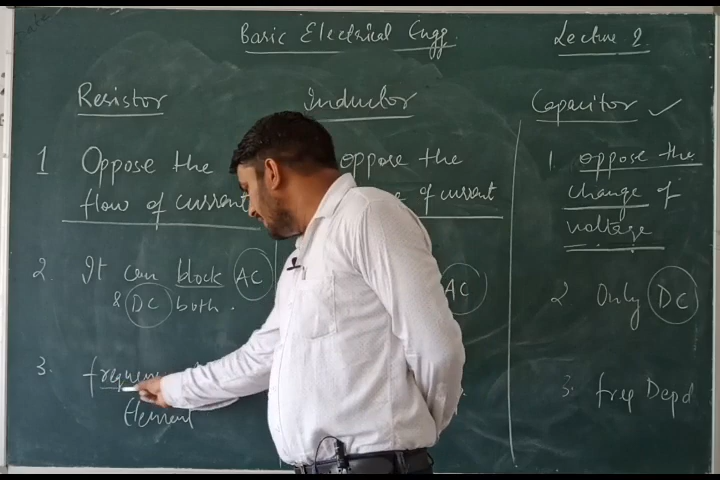 Basic Electrical Engg. Lecture 2.
Resistor
1 Oppose the
flow of current
2. It can block AC
& DC both.
3.
Element
Inductor
oppose the
of current
AC
Capacitor ✓
1. oppose the
change of
voltage
2 Only DC
3. freq Depd